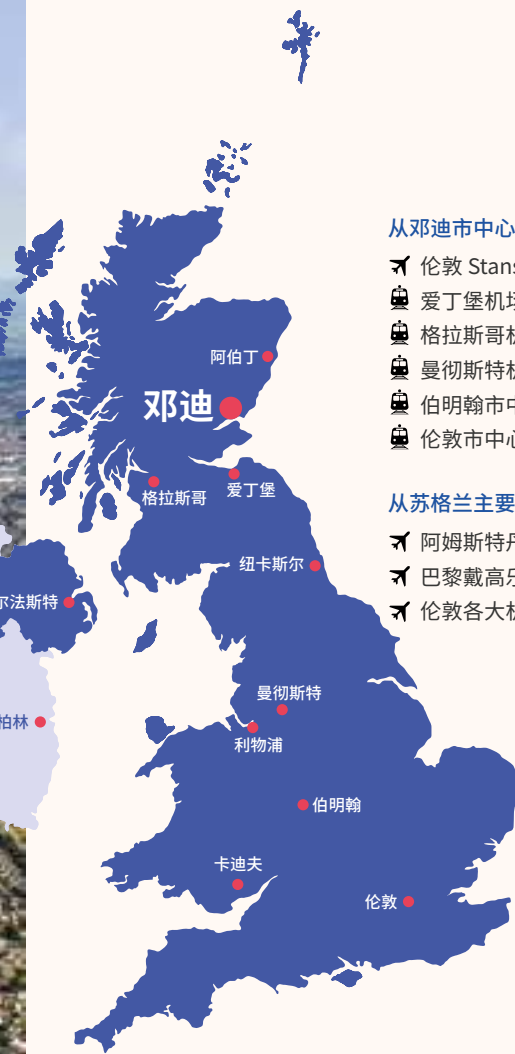 从邓迪市中心
伦敦 Stans
爱丁堡机场
格拉斯哥机
曼彻斯特机
伯明翰市中
伦敦市中心
从苏格兰主要
阿姆斯特丹
巴黎戴高乐
伦敦各大机
阿伯丁
邓迪
格拉斯哥
爱丁堡
纽卡斯尔
尔法斯特
曼彻斯特
柏林
利物浦
伯明翰
卡迪夫
伦敦